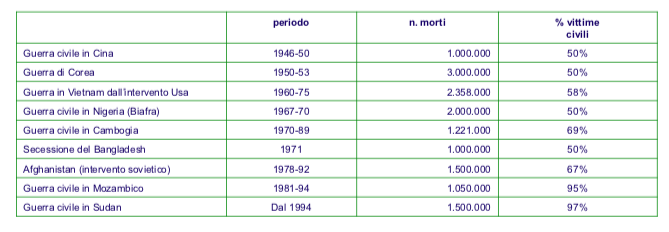 periodo n. morti % vittime
civili
Guerra civile in Cina 1946-50 1.000.000 50%
Guerra di Corea 1950-53 3.000.000 50%
Guerra in Vietnam dall'intervento Usa 1960-75 2.358.000 58%
Guerra civile in Nigeria (Biafra) 1967-70 2.000.000 50%
Guerra civile in Cambogia 1970-89 1.221.000 69%
Secessione del Bangladesh 1971 1.000.000 50%
Afghanistan (intervento sovietico) 1978-92 1.500.000 67%
Guerra civile in Mozambico 1981-94 1.050.000 95%
Guerra civile in Sudan Dal 1994 1.500.000 97%